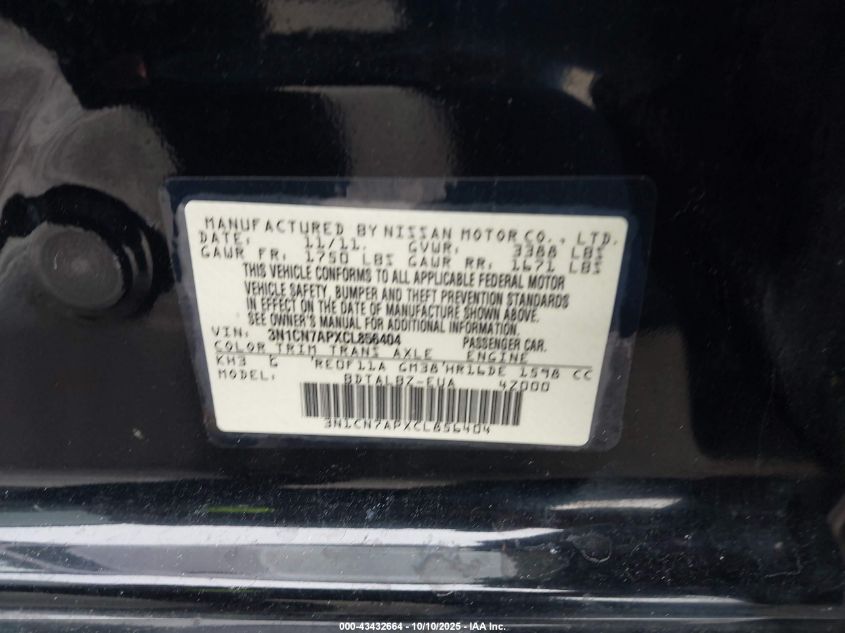 MANUFACTURED BY NISSAN MOTOR CO., LTD.
DATE: 11/11. GVWR: 3388 LBS
GAWR FR: 1750 LBS GAWR RR: 1671 LBS
THIS VEHICLE CONFORMS TO ALL APPLICABLE FEDERAL MOTOR
VEHICLE SAFETY, BUMPER AND THEFT PREVENTION STANDARDS
IN EFFECT ON THE DATE OF MANUFACTURE SHOWN ABOVE.
SEE OWNER'S MANUAL FOR ADDITIONAL INFORMATION.
VIN: 3N1CN7APXCL856404 PASSENGER CAR.
COLOR TRIM TRANS AXLE ENGINE
KH3 G RE0F11A GM38 HR16DE 1598 CC
MODEL: BDTALBZ-EUA 4Z000
3N1CN7APXCL856404
000-43432664 - 10/10/2025 - IAA Inc.